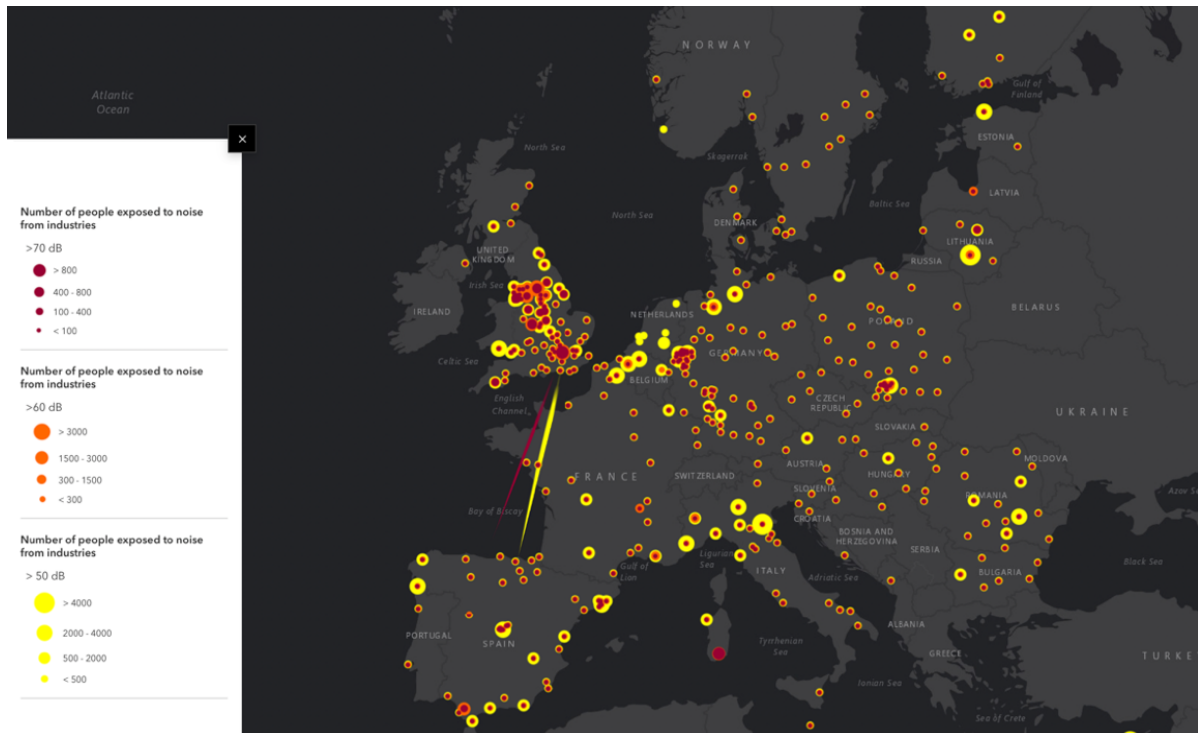 NORWAY
Atlantic
Ocean
Gulf of
Finland
ESTONIA
×
North Sea
Skagerrak
LATVIA
Number of people exposed to noise
from industries
>70 dB
> 800
400 - 800
100 - 400
< 100
Baltic Sea
North Sea
DENMARK
UNITED
KINGDOM
LITHUANIA
RUSSIA
Irish Sea
IRELAND
NETHERLANDS
BELARUS
POLAND
GERMANY
Celtic Sea
BELGIUM
Number of people exposed to noise
from industries
>60 dB
> 3000
1500 - 3000
300 - 1500
< 300
English
Channel
CZECH
REPUBLIC
UKRAINE
SLOVAKIA
MOLDOVA
FRANCE
SWITZERLAND
AUSTRIA
HUNGARY
SLOVENIA
ROMANIA
Bay of Biscay
CROATIA
BOSNIA AND
HERZEGOVINA
SERBIA
Number of people exposed to noise
from industries
> 50 dB
> 4000
2000 - 4000
500 - 2000
< 500
Ligurian
Sea
Gulf of
Lion
ITALY
Adriatic Sea
BULGARIA
Black Sea
ALBANIA
PORTUGAL
SPAIN
Tyrrhenian
Sea
GREECE
Ionian Sea
Sea of Crete